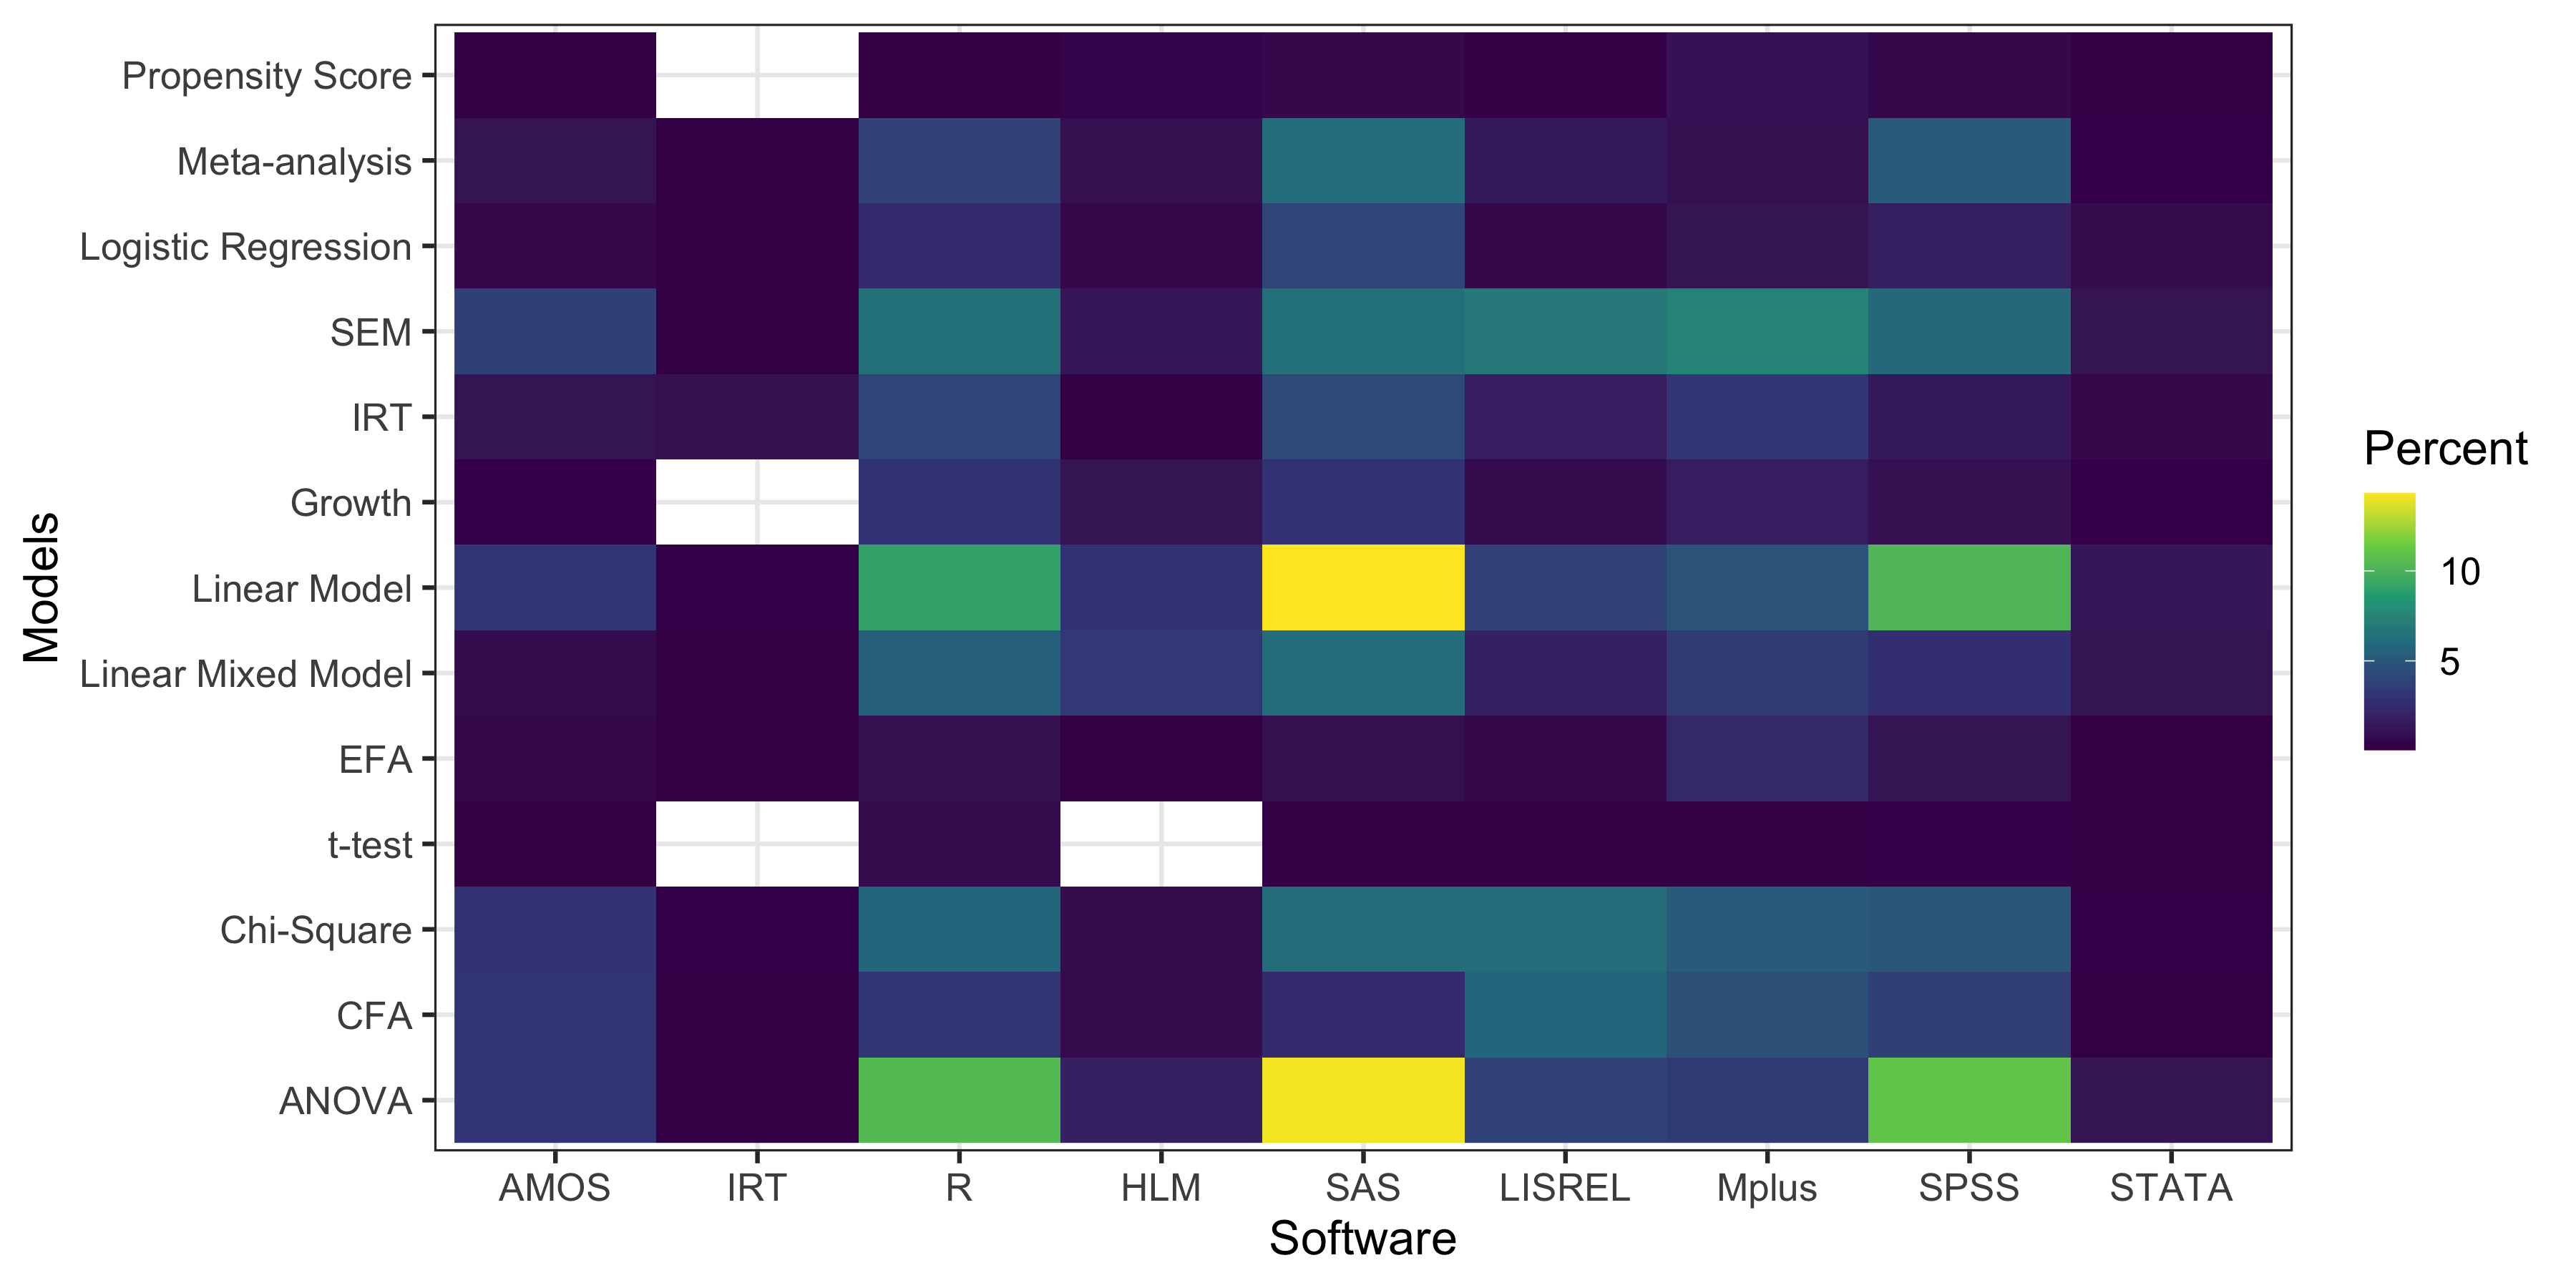 Models
Propensity Score
Meta-analysis
Logistic Regression
SEM
IRT
Growth
Linear Model
Linear Mixed Model
EFA
t-test
Chi-Square
CFA
ANOVA
AMOS IRT R HLM SAS LISREL Mplus SPSS STATA
Software
Percent
10
5